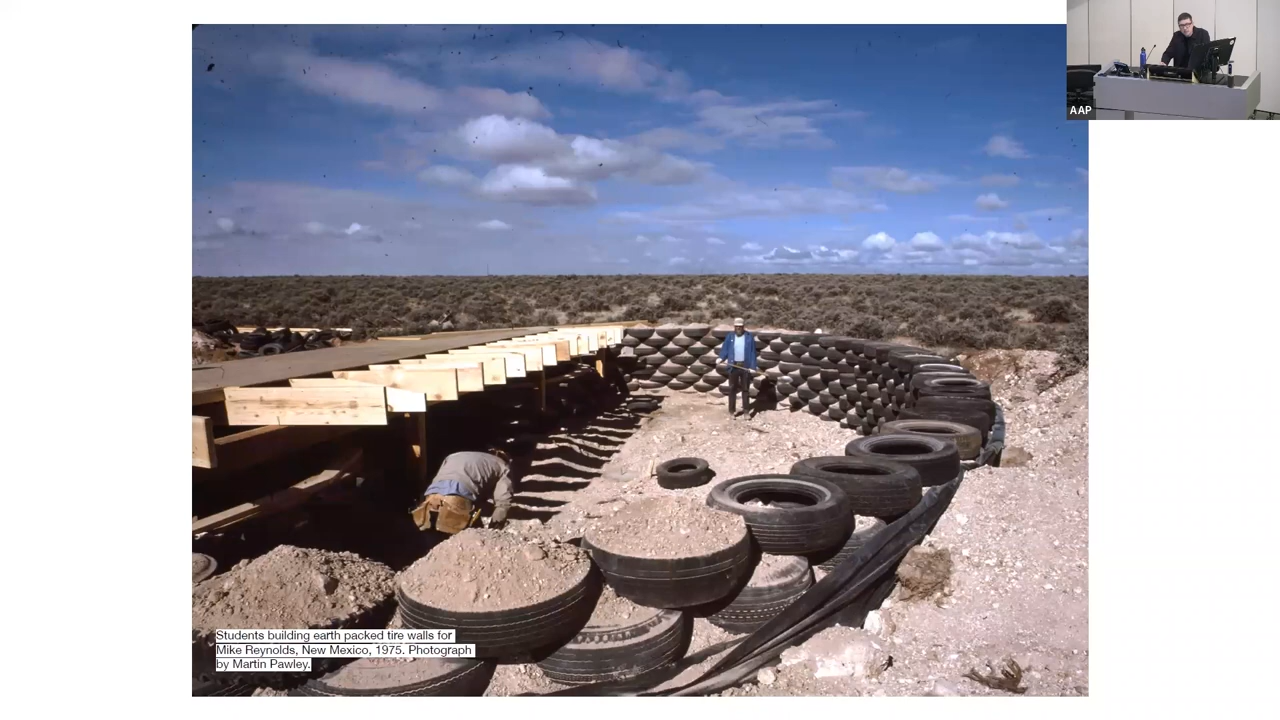 AAP
Students building earth packed tire walls for
Mike Reynolds, New Mexico, 1975. Photograph
by Martin Pawley.